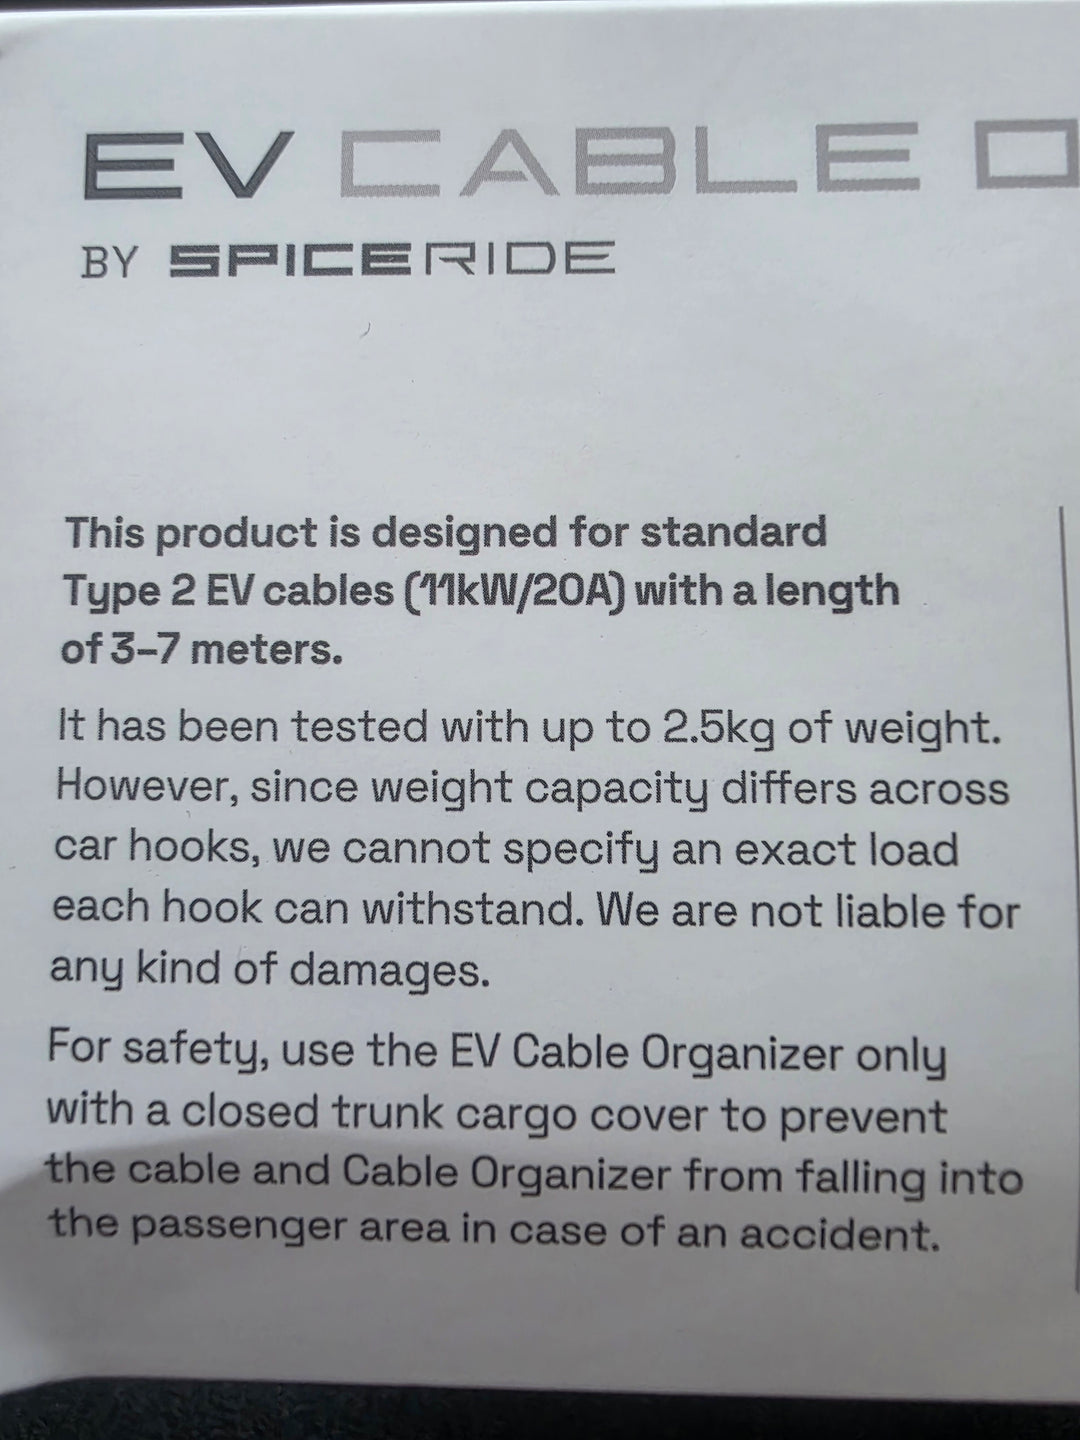 EV CABLE O
BY SPICERIDE
This product is designed for standard
Type 2 EV cables (11kW/20A) with a length
of 3–7 meters.
It has been tested with up to 2.5kg of weight.
However, since weight capacity differs across
car hooks, we cannot specify an exact load
each hook can withstand. We are not liable for
any kind of damages.
For safety, use the EV Cable Organizer only
with a closed trunk cargo cover to prevent
the cable and Cable Organizer from falling into
the passenger area in case of an accident.